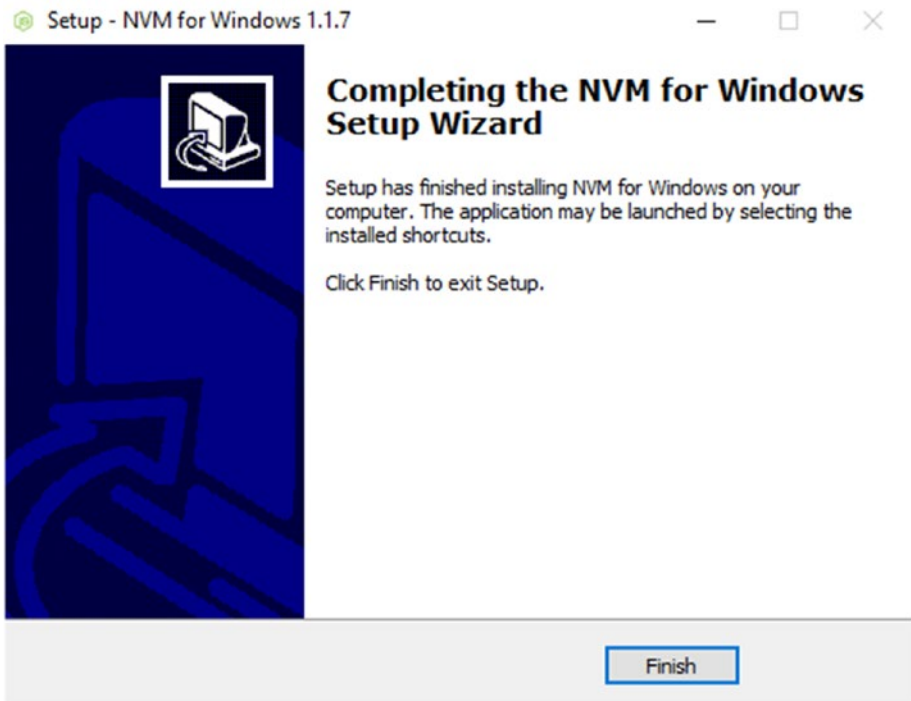 Setup - NVM for Windows 1.1.7
Completing the NVM for Windows
Setup Wizard
Setup has finished installing NVM for Windows on your
computer. The application may be launched by selecting the
installed shortcuts.
Click Finish to exit Setup.
Finish